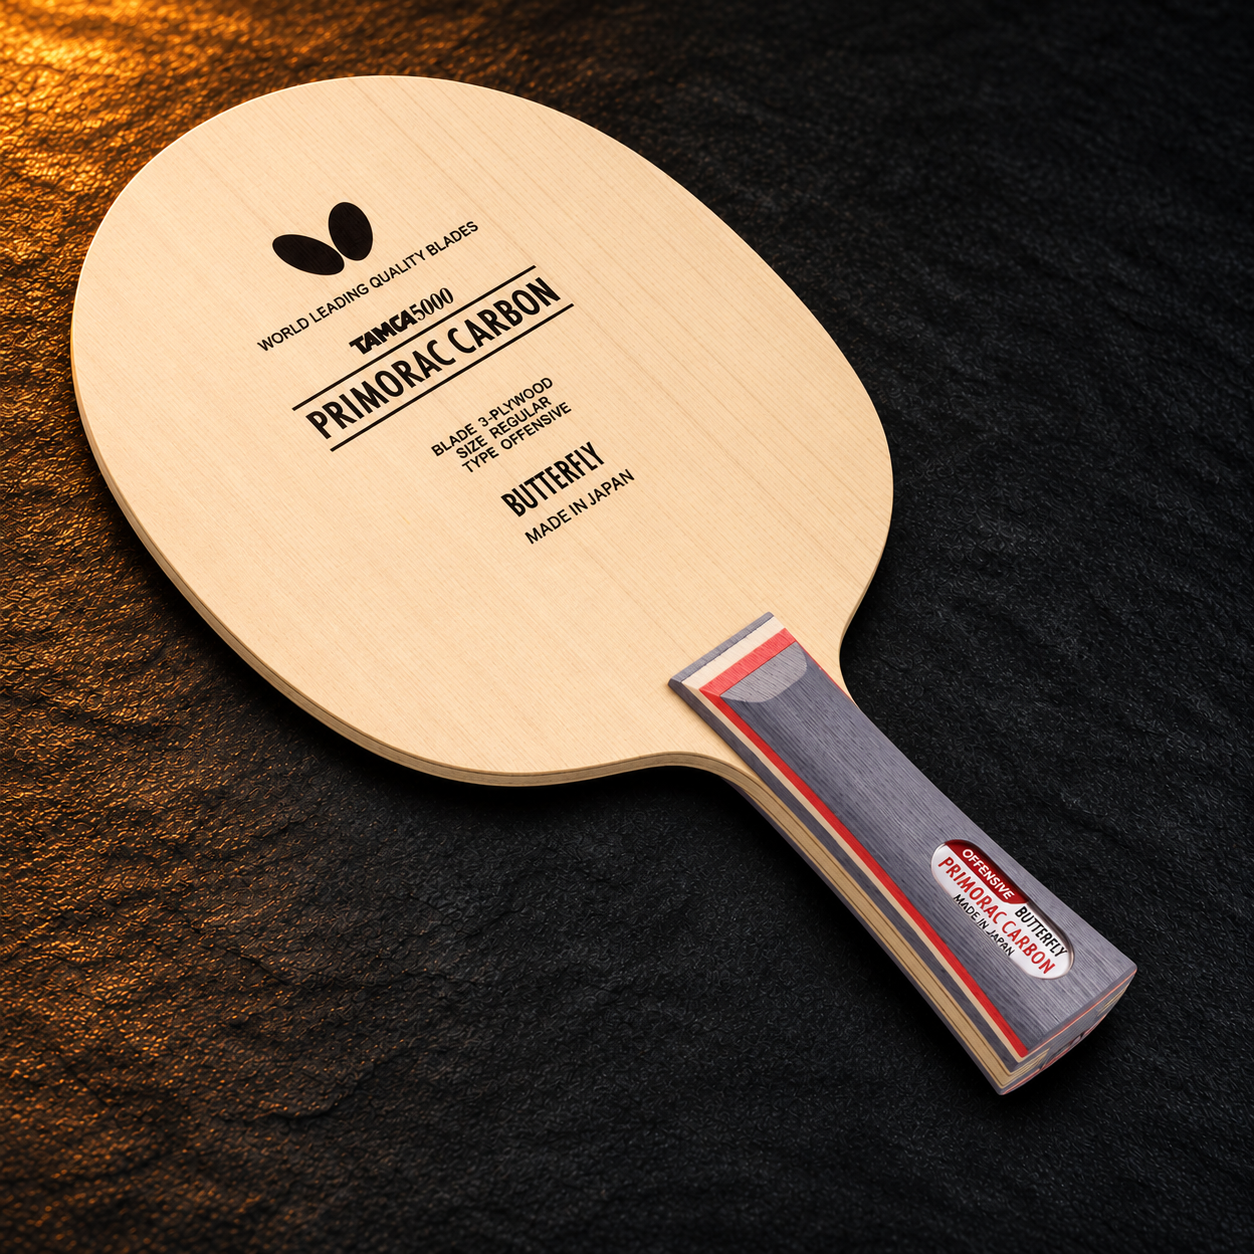 WORLD LEADING QUALITY BLADES
TAMCA5000
PRIMORAC CARBON
BLADE 3-PLYWOOD
SIZE REGULAR
TYPE OFFENSIVE
BUTTERFLY
MADE IN JAPAN
OFFENSIVE
BUTTERFLY
PRIMORAC CARBON
MADE IN JAPAN